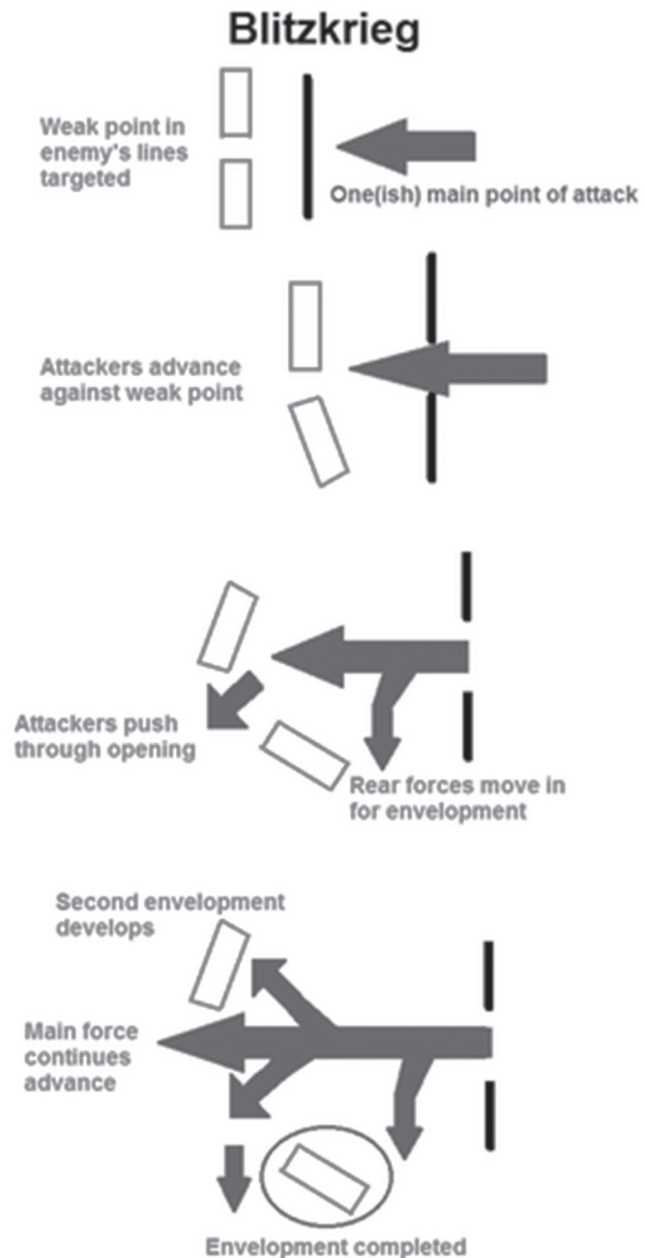 Blitzkrieg
Weak point in
enemy's lines
targeted
One(ish) main point of attack
Attackers advance
against weak point
Attackers push
through opening
Rear forces move in
for envelopment
Second envelopment
develops
Main force
continues
advance
Envelopment completed